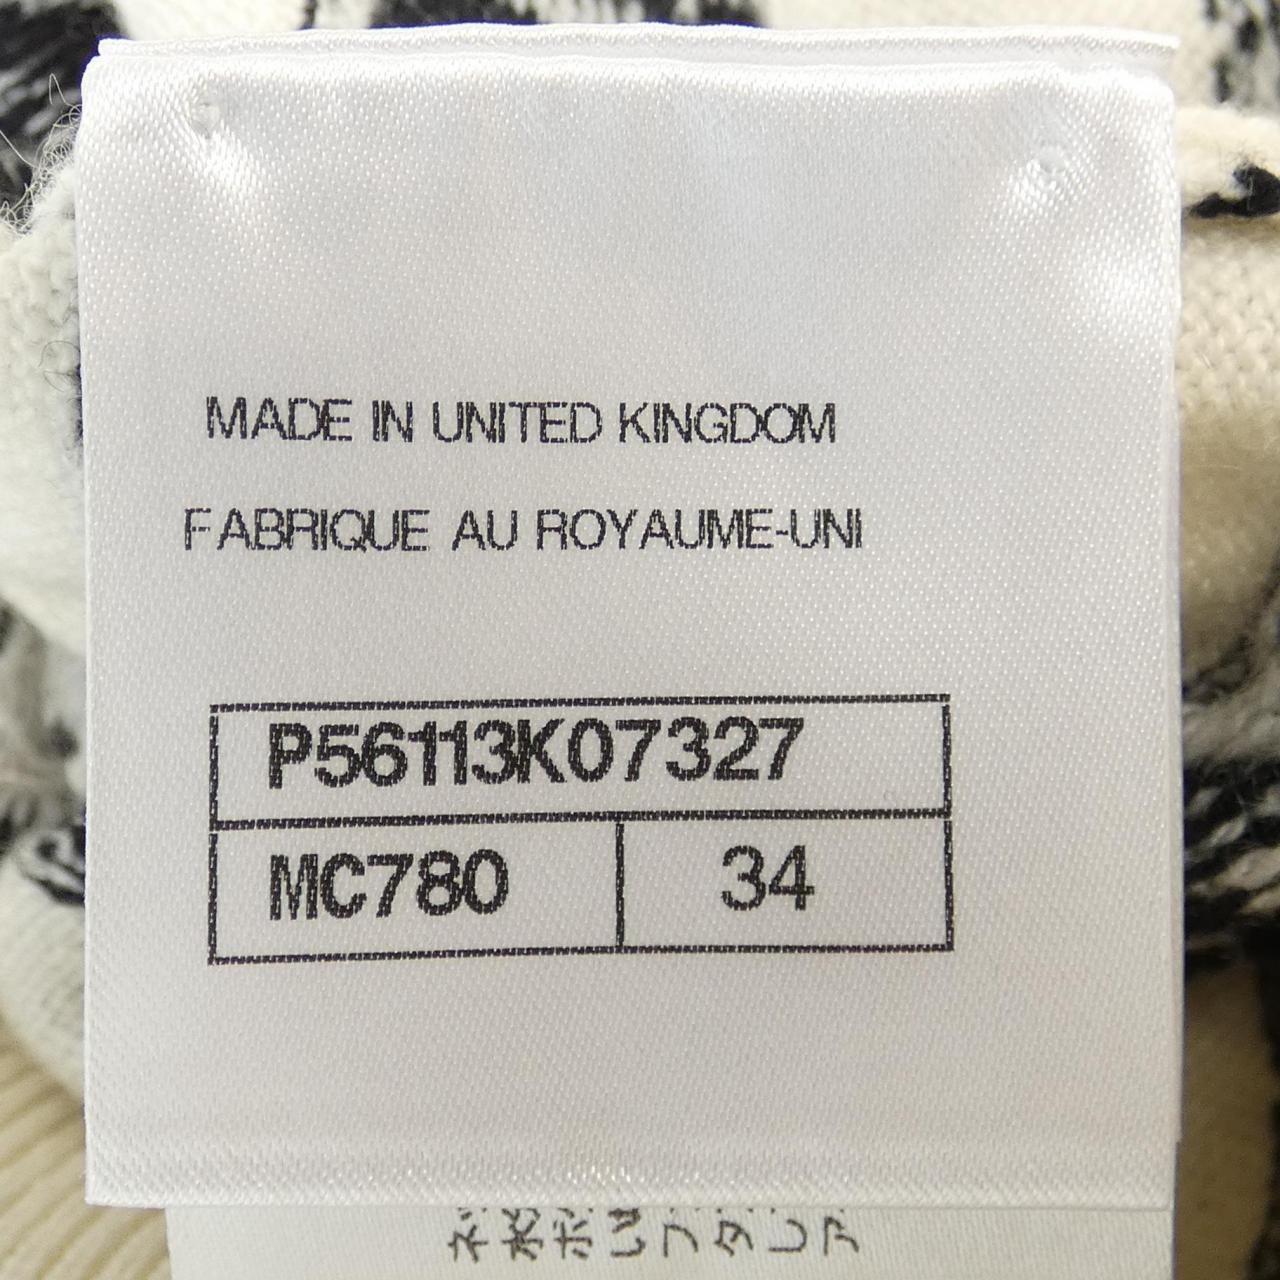 MADE IN UNITED KINGDOM
FABRIQUE AU ROYAUME-UNI
P56113K07327
MC780 34